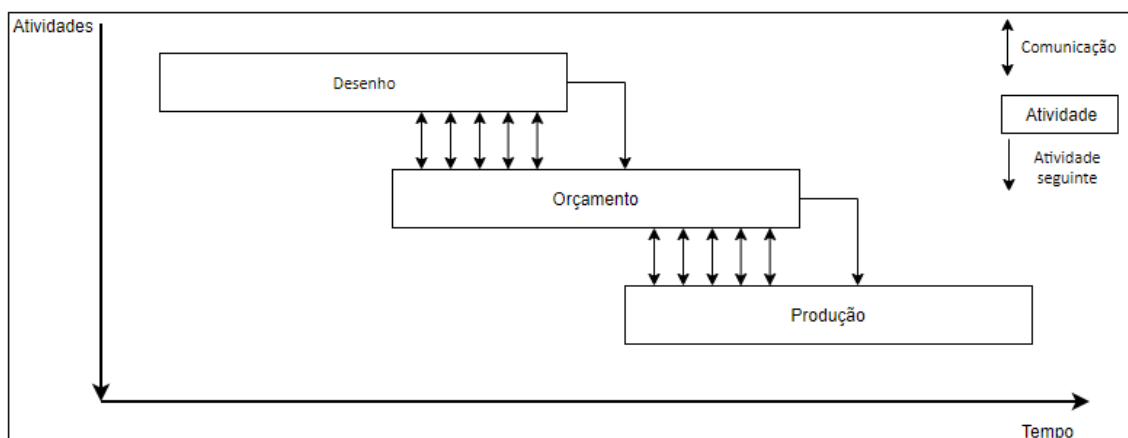 Atividades
Comunicação
Desenho
Atividade
Atividade
seguinte
Orçamento
Produção
Tempo